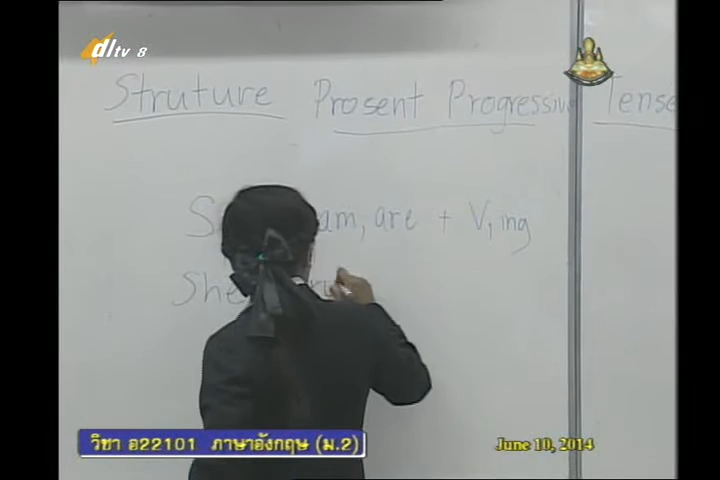 dltv 8
Struture Prosent Progressive Tense
S am, are + V, ing
She
วิชา อ22101 ภาษาอังกฤษ (ม.2)
June 10, 2014